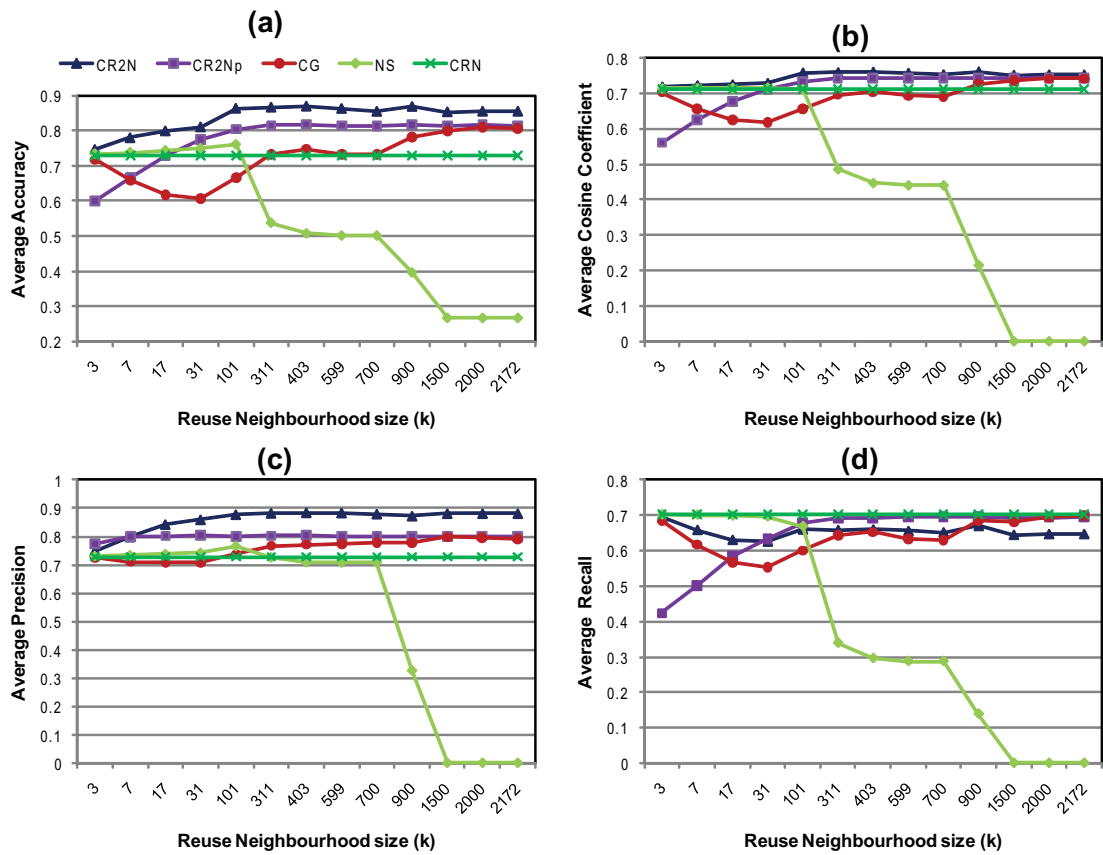 (a)
CR2N CR2Np CG NS CRN
Average Accuracy
0.9
0.8
0.7
0.6
0.5
0.4
0.3
0.2
3 7 17 31 101 311 403 599 700 900 1500 2000 2172
Reuse Neighbourhood size (k)
(b)
Average Cosine Coefficient
0.8
0.7
0.6
0.5
0.4
0.3
0.2
0.1
0
3 7 17 31 101 311 403 599 700 900 1500 2000 2172
Reuse Neighbourhood size (k)
(c)
Average Precision
1
0.9
0.8
0.7
0.6
0.5
0.4
0.3
0.2
0.1
0
3 7 17 31 101 311 403 599 700 900 1500 2000 2172
Reuse Neighbourhood size (k)
(d)
Average Recall
0.8
0.7
0.6
0.5
0.4
0.3
0.2
0.1
0
3 7 17 31 101 311 403 599 700 900 1500 2000 2172
Reuse Neighbourhood size (k)